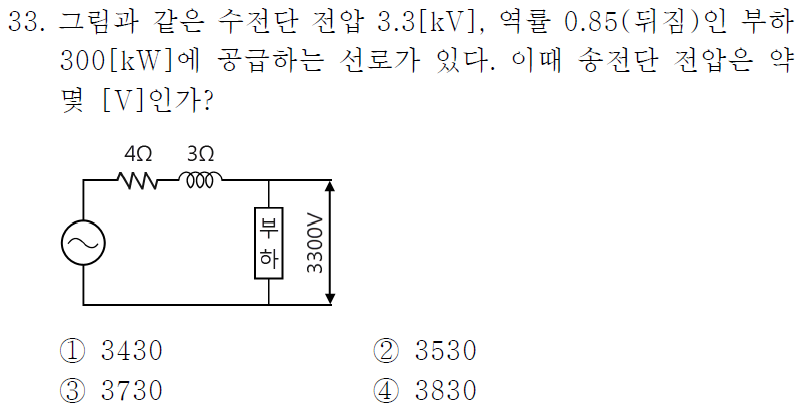 33. 그림과 같은 수전단 전압 3.3[kV], 역률 0.85(뒤짐)인 부하
300[kW]에 공급하는 선로가 있다. 이때 송전단 전압은 약
몇 [V]인가?
4Ω 3Ω
부하
3300V
① 3430 ② 3530
③ 3730 ④ 3830